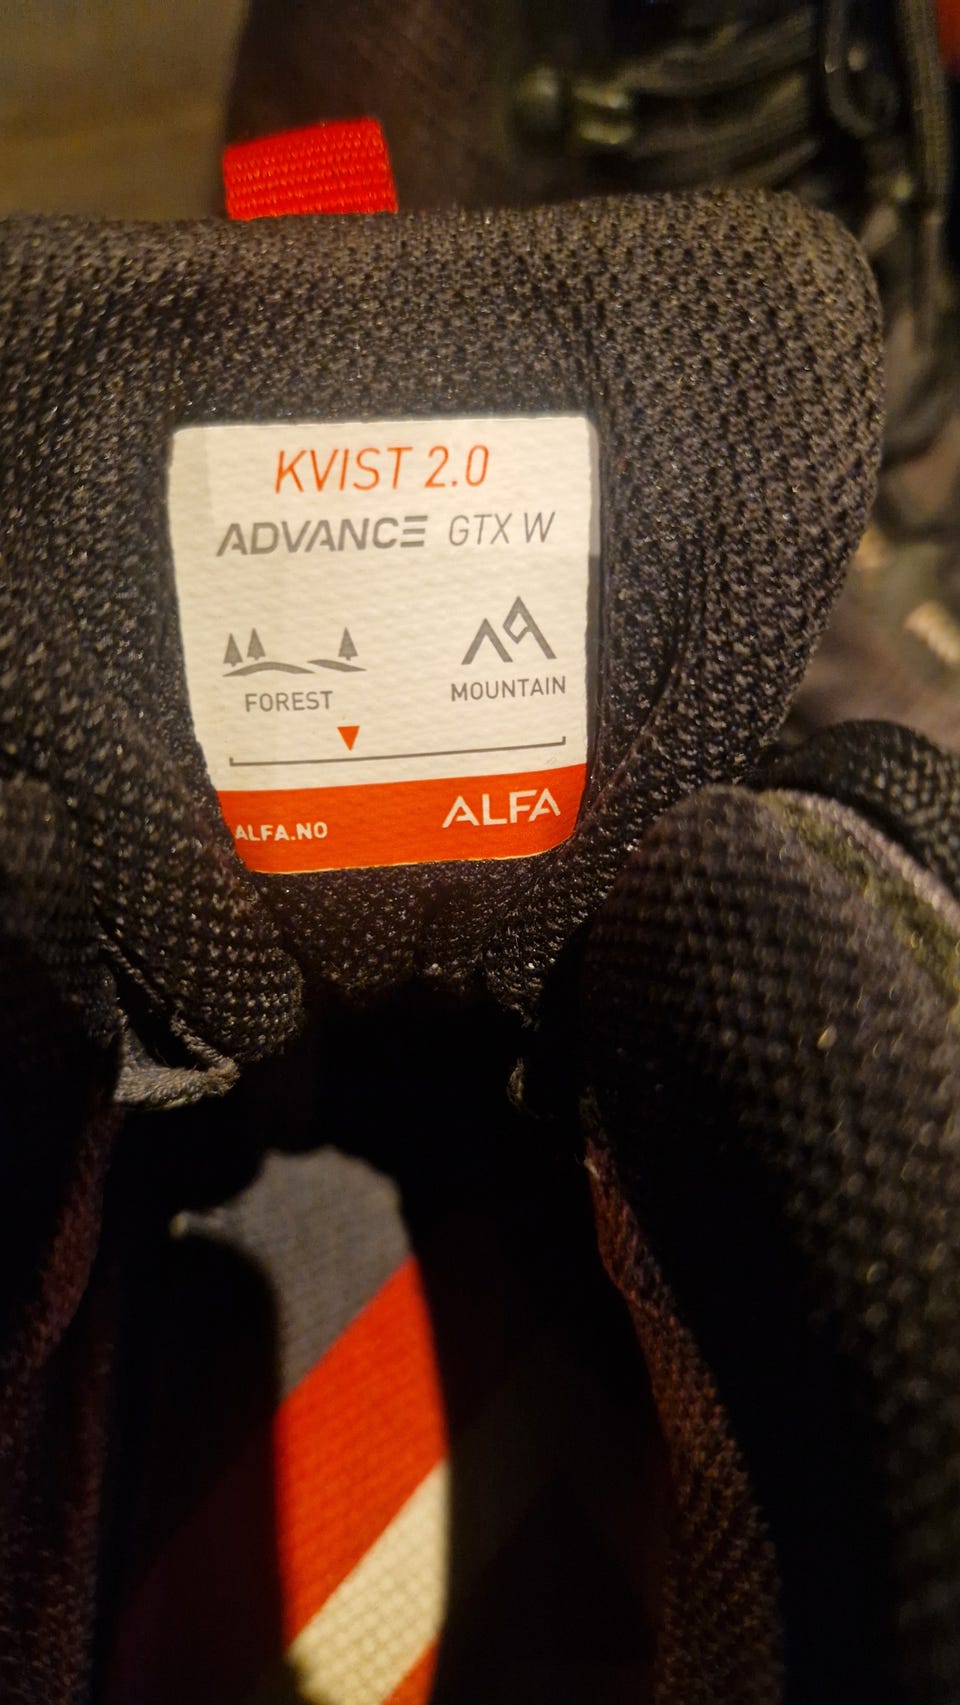 KVIST 2.0
ADVANCE GTX W
FOREST MOUNTAIN
ALFA.NO ALFA